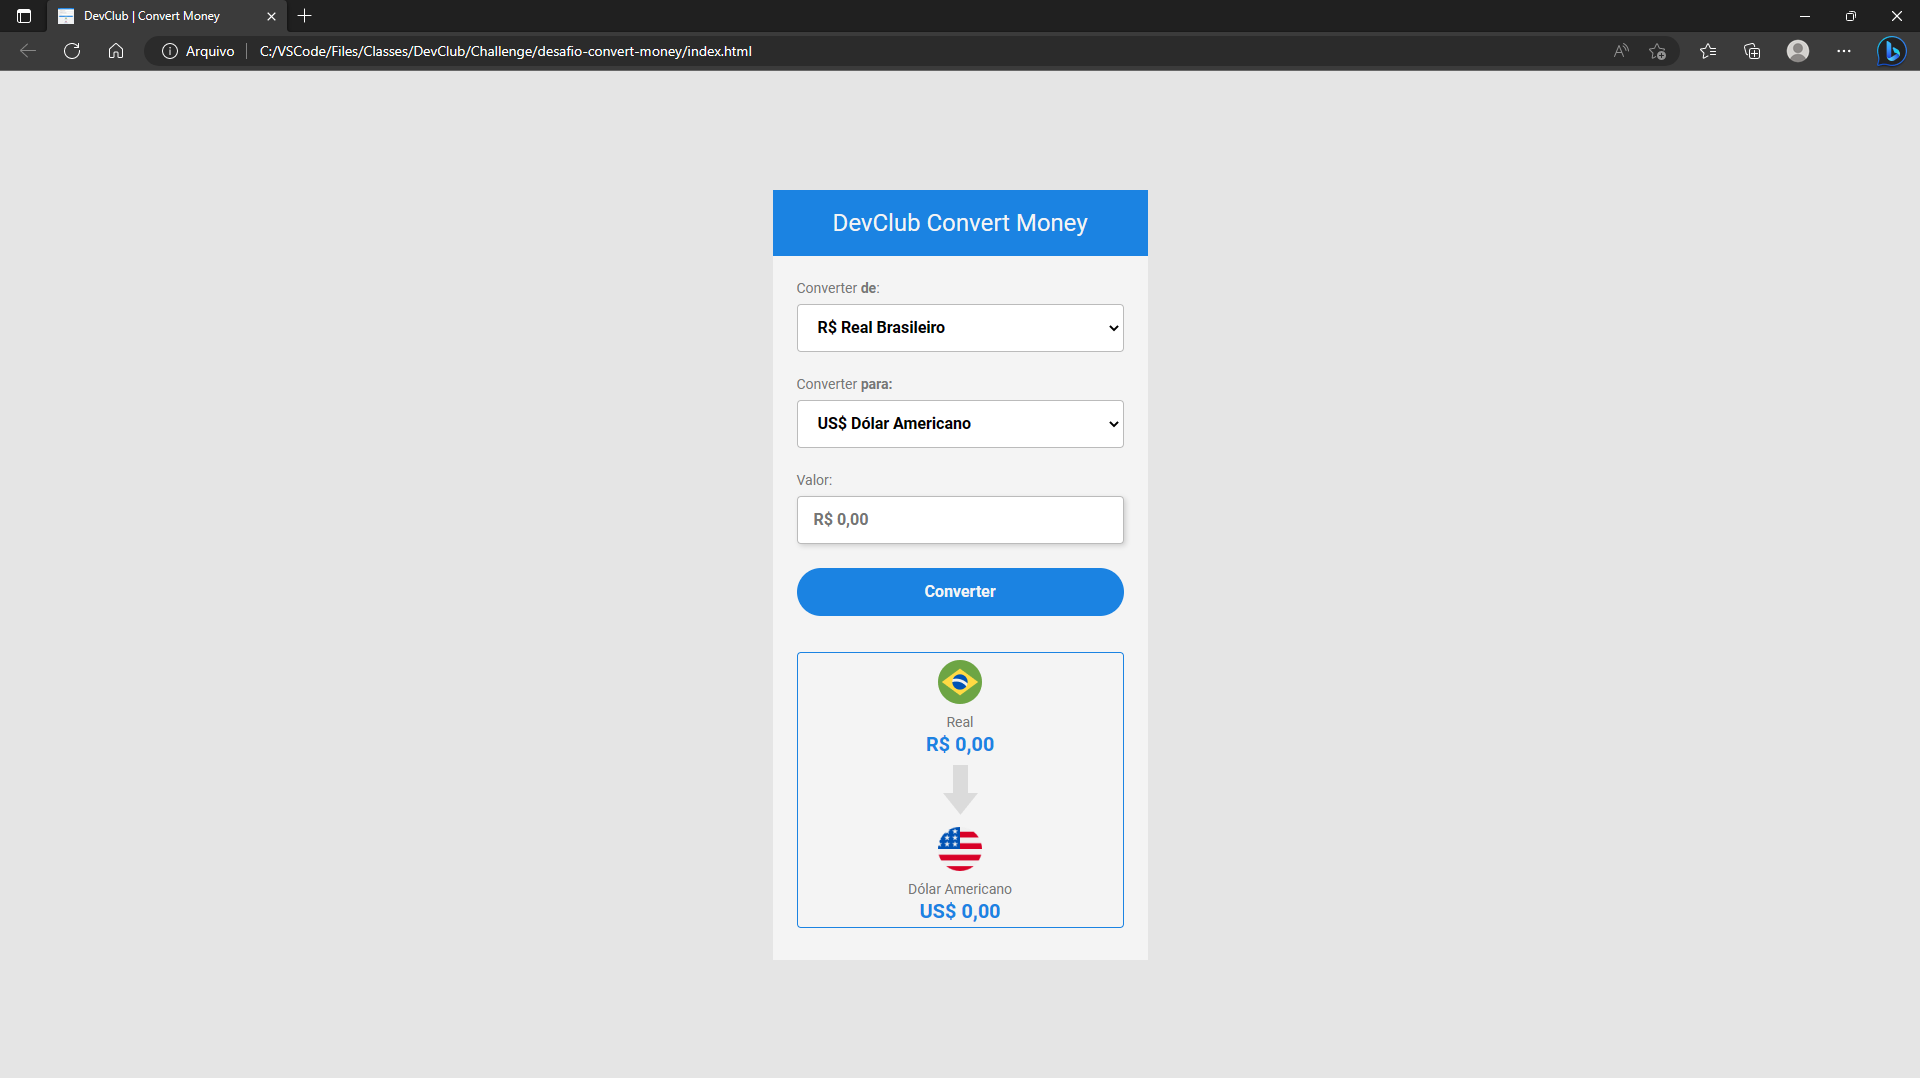 DevClub | Convert Money
Arquivo
C:/VSCode/Files/Classes/DevClub/Challenge/desafio-convert-money/index.html
DevClub Convert Money
Converter de:
R$ Real Brasileiro
Converter para:
US$ Dólar Americano
Valor:
R$ 0,00
Converter
Real
R$ 0,00
Dólar Americano
US$ 0,00